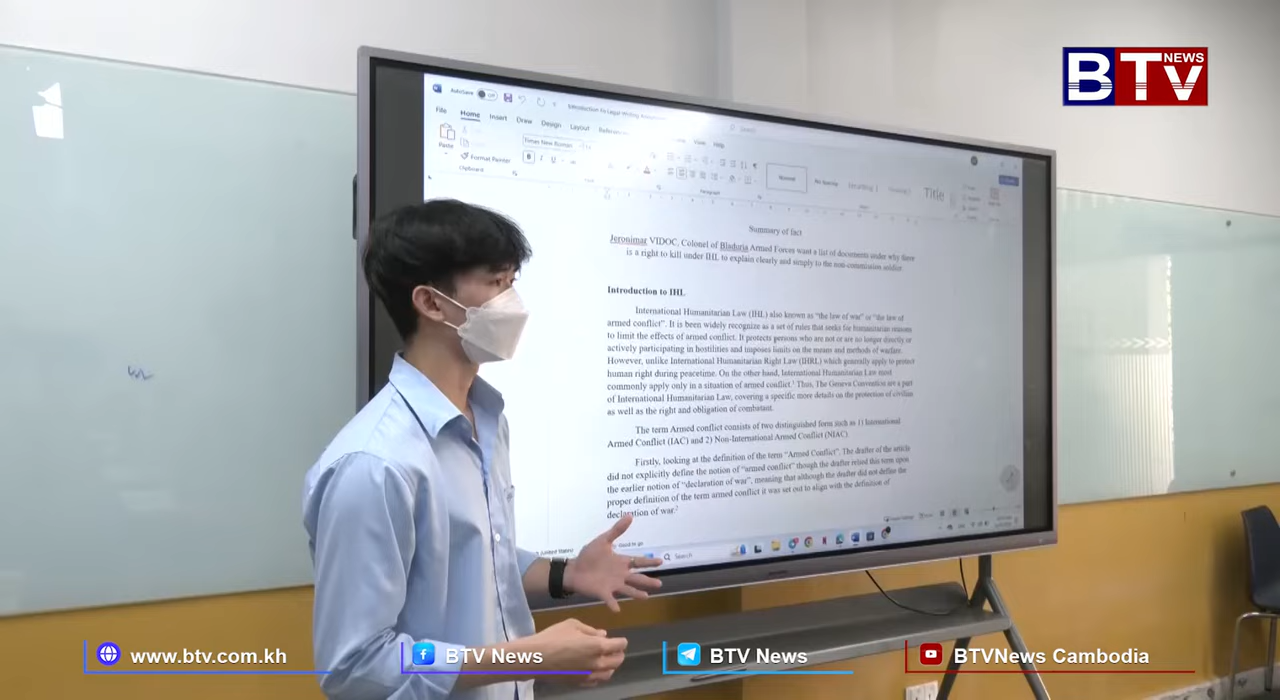 BTV NEWS
AutoSave Off
Search
File Home Insert Draw Design Layout View Help
Paste
Format Painter
Times New Roman
Clipboard
Paragraph
Normal
Title
Summary of fact
Jeronimar VIDOC, Colonel of Bladoria Armed Forces want a list of documents under why there
is a right to kill under IHL to explain clearly and simply to the non-commission soldier.
Introduction to IHL
International Humanitarian Law (IHL) also known as “the law of war” or “the law of
armed conflict”. It is been widely recognize as a set of rules that seeks for humanitarian reasons
to limit the effects of armed conflict. It protects persons who are not or are no longer directly or
actively participating in hostilities and imposes limits on the means and methods of warfare.
However, unlike International Humanitarian Right Law (IHRL) which generally apply to protect
human right during peacetime. On the other hand, International Humanitarian Law most
commonly apply only in a situation of armed conflict.1 Thus, The Geneva Convention are a part
of International Humanitarian Law, covering a specific more details on the protection of civilian
as well as the right and obligation of combatant.
The term Armed conflict consists of two distinguished form such as 1) International
Armed Conflict (IAC) and 2) Non-International Armed Conflict (NIAC).
Firstly, looking at the definition of the term “Armed Conflict”. The drafter of the article
did not explicitly define the notion of “armed conflict” though the drafter relied this term upon
the earlier notion of “declaration of war”, meaning that although the drafter did not define the
proper definition of the term armed conflict it was set out to align with the definition of
declaration of war.2
Search
www.btv.com.kh
BTV News
BTV News
BTVNews Cambodia